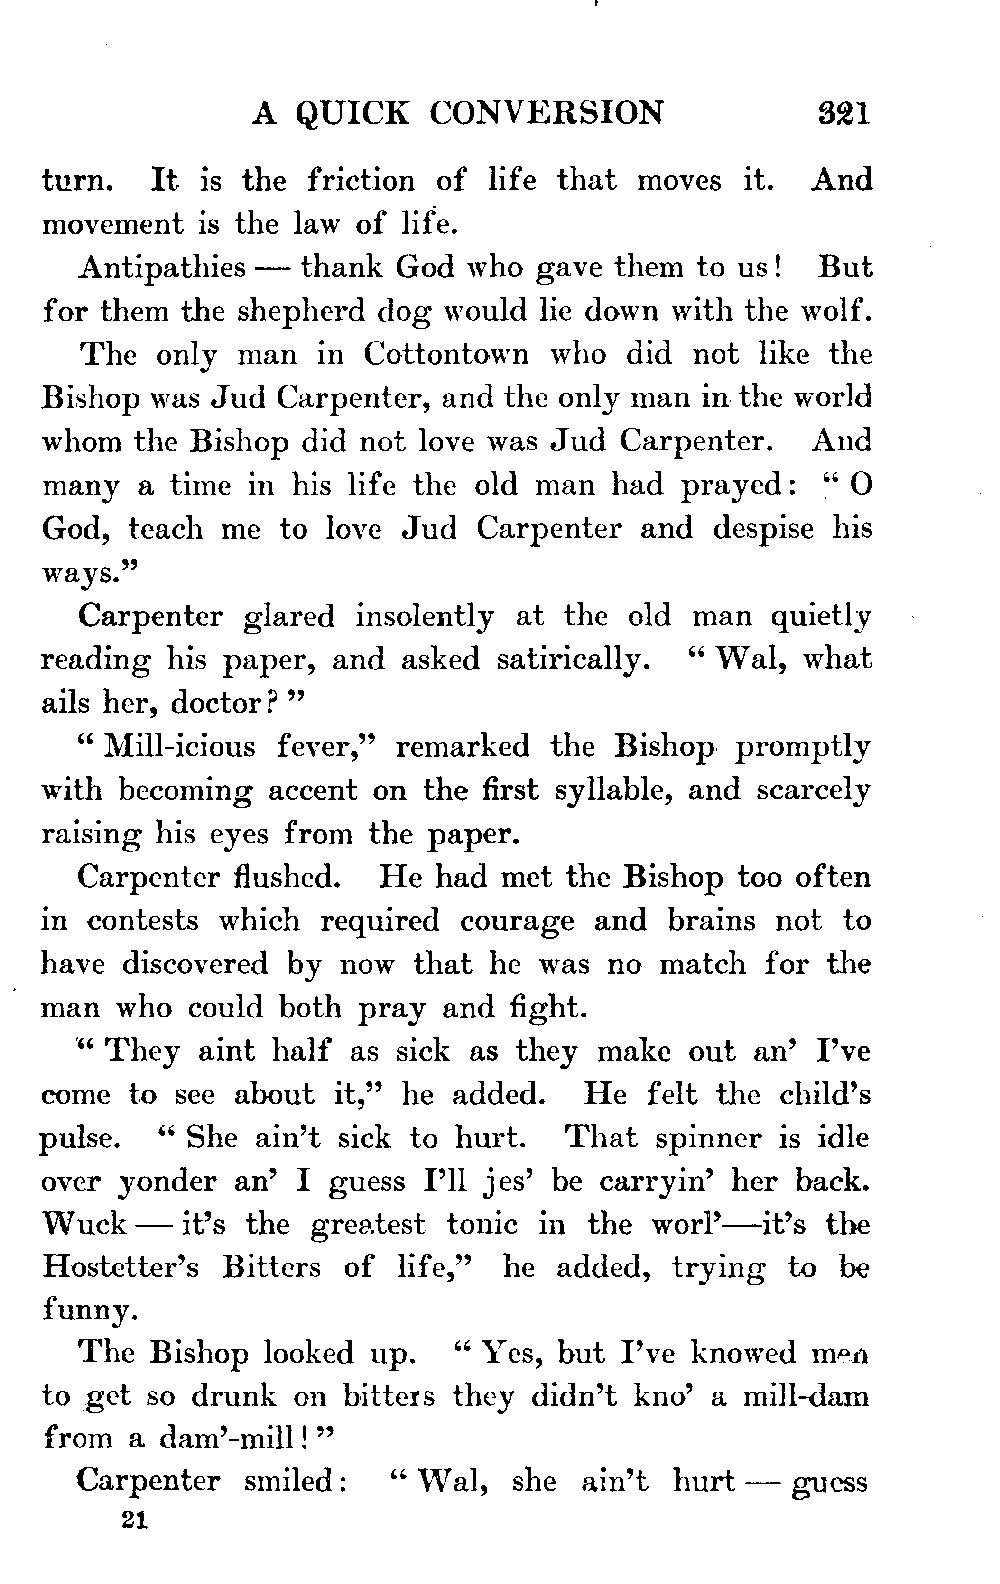 A QUICK CONVERSION 321
turn. It is the friction of life that moves it. And
movement is the law of life.
Antipathies — thank God who gave them to us! But
for them the shepherd dog would lie down with the wolf.
The only man in Cottontown who did not like the
Bishop was Jud Carpenter, and the only man in the world
whom the Bishop did not love was Jud Carpenter. And
many a time in his life the old man had prayed: " O
God, teach me to love Jud Carpenter and despise his
ways."
Carpenter glared insolently at the old man quietly
reading his paper, and asked satirically. " Wal, what
ails her, doctor? "
" Mill-icious fever," remarked the Bishop promptly
with becoming accent on the first syllable, and scarcely
raising his eyes from the paper.
Carpenter flushed. He had met the Bishop too often
in contests which required courage and brains not to
have discovered by now that he was no match for the
man who could both pray and fight.
" They aint half as sick as they make out an' I've
come to see about it," he added. He felt the child's
pulse. " She ain't sick to hurt. That spinner is idle
over yonder an' I guess I'll jes' be carryin' her back.
Wuck — it's the greatest tonic in the worl'—it's the
Hostetter's Bitters of life," he added, trying to be
funny.
The Bishop looked up. " Yes, but I've knowed men
to get so drunk on bitters they didn't kno' a mill-dam
from a dam'-mill! "
Carpenter smiled: " Wal, she ain't hurt — guess
21